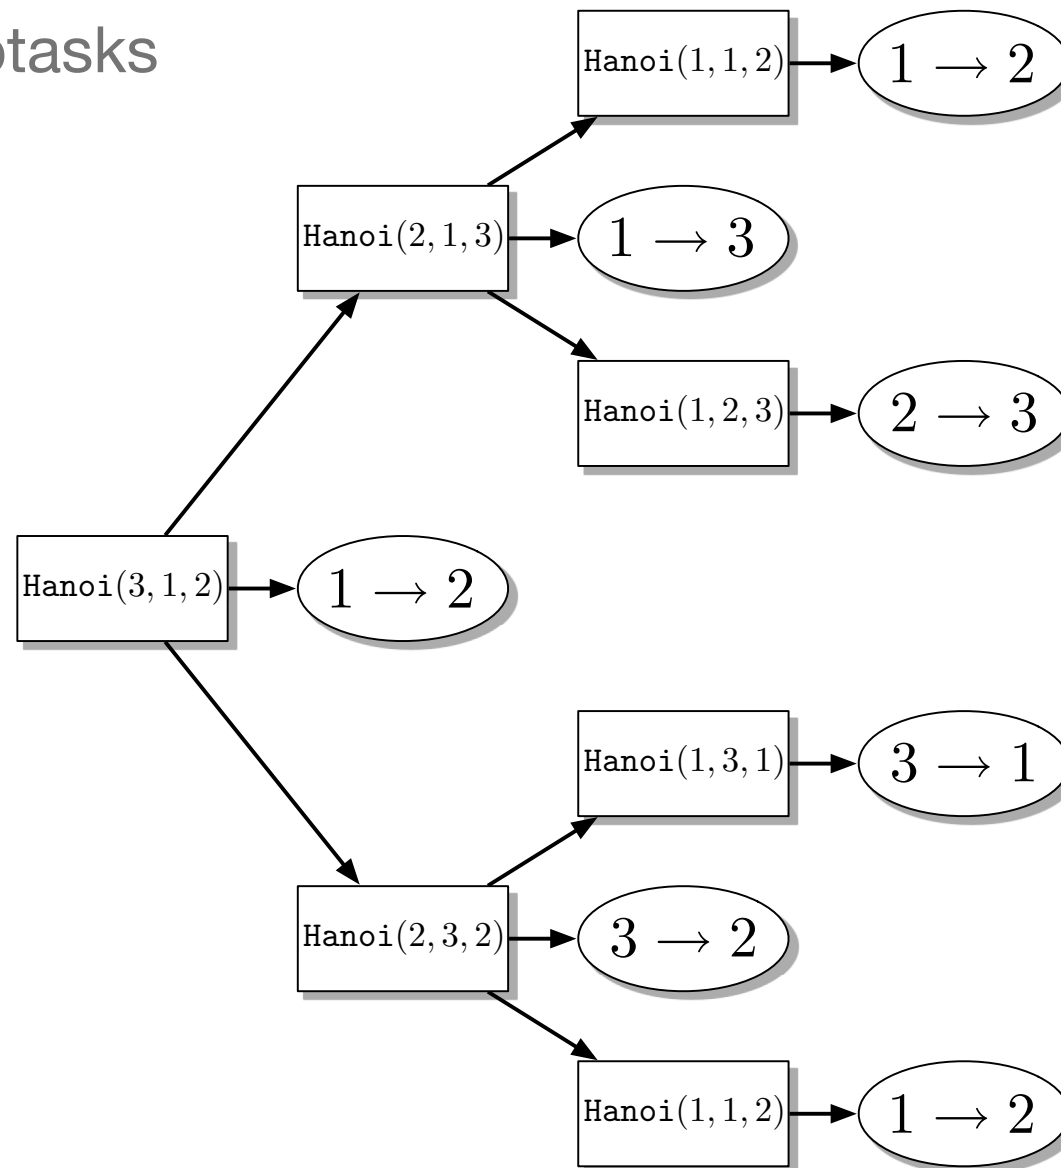 Hanoi(1, 1, 2)
1 → 2
Hanoi(2, 1, 3)
1 → 3
Hanoi(1, 2, 3)
2 → 3
Hanoi(3, 1, 2)
1 → 2
Hanoi(1, 3, 1)
3 → 1
Hanoi(2, 3, 2)
3 → 2
Hanoi(1, 1, 2)
1 → 2